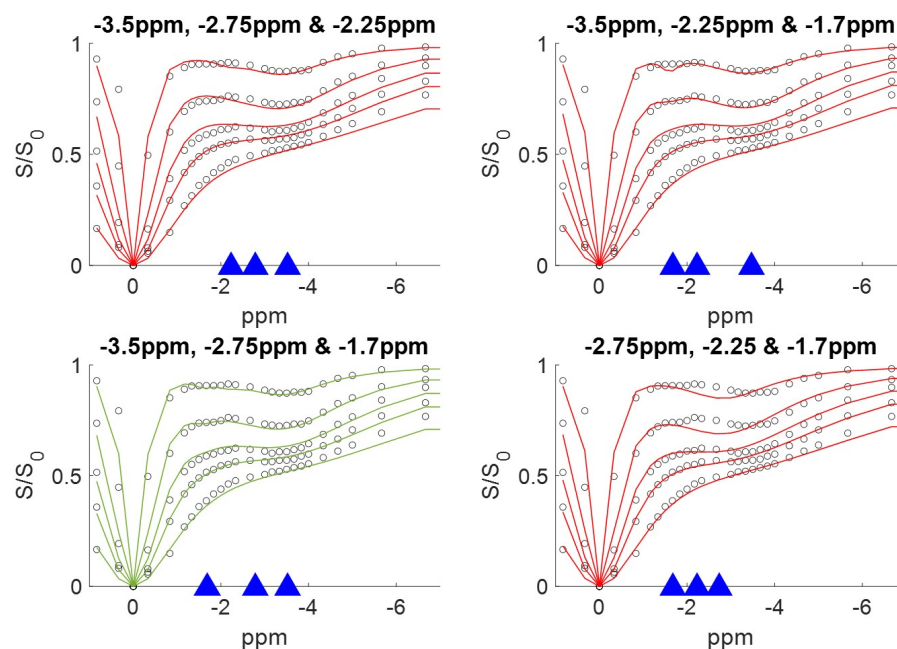 -3.5ppm, -2.75ppm & -2.25ppm
1
0.5
0
S/S0
0 -2 -4 -6
ppm
-3.5ppm, -2.25ppm & -1.7ppm
1
0.5
0
S/S0
0 -2 -4 -6
ppm
-3.5ppm, -2.75ppm & -1.7ppm
1
0.5
0
S/S0
0 -2 -4 -6
ppm
-2.75ppm, -2.25 & -1.7ppm
1
0.5
0
S/S0
0 -2 -4 -6
ppm